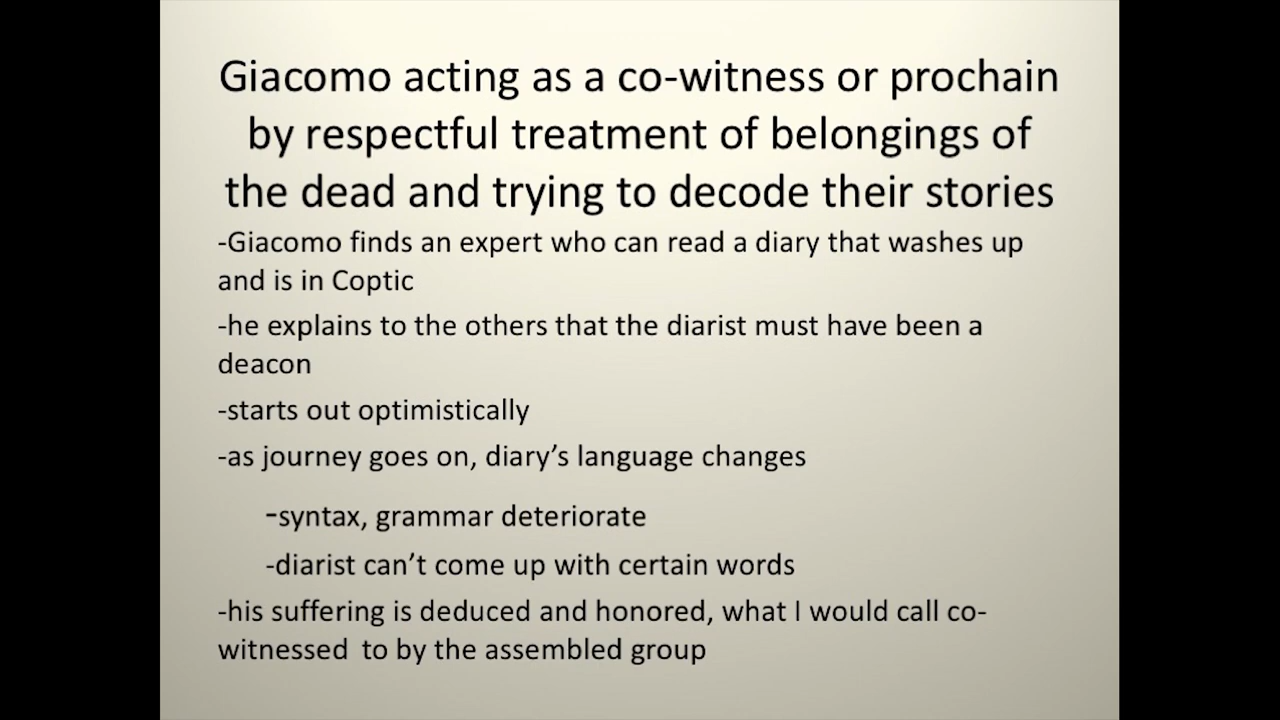 Giacomo acting as a co-witness or prochain
by respectful treatment of belongings of
the dead and trying to decode their stories
-Giacomo finds an expert who can read a diary that washes up
and is in Coptic
-he explains to the others that the diarist must have been a
deacon
-starts out optimistically
-as journey goes on, diary’s language changes
-syntax, grammar deteriorate
-diarist can’t come up with certain words
-his suffering is deduced and honored, what I would call co-
witnessed  to by the assembled group